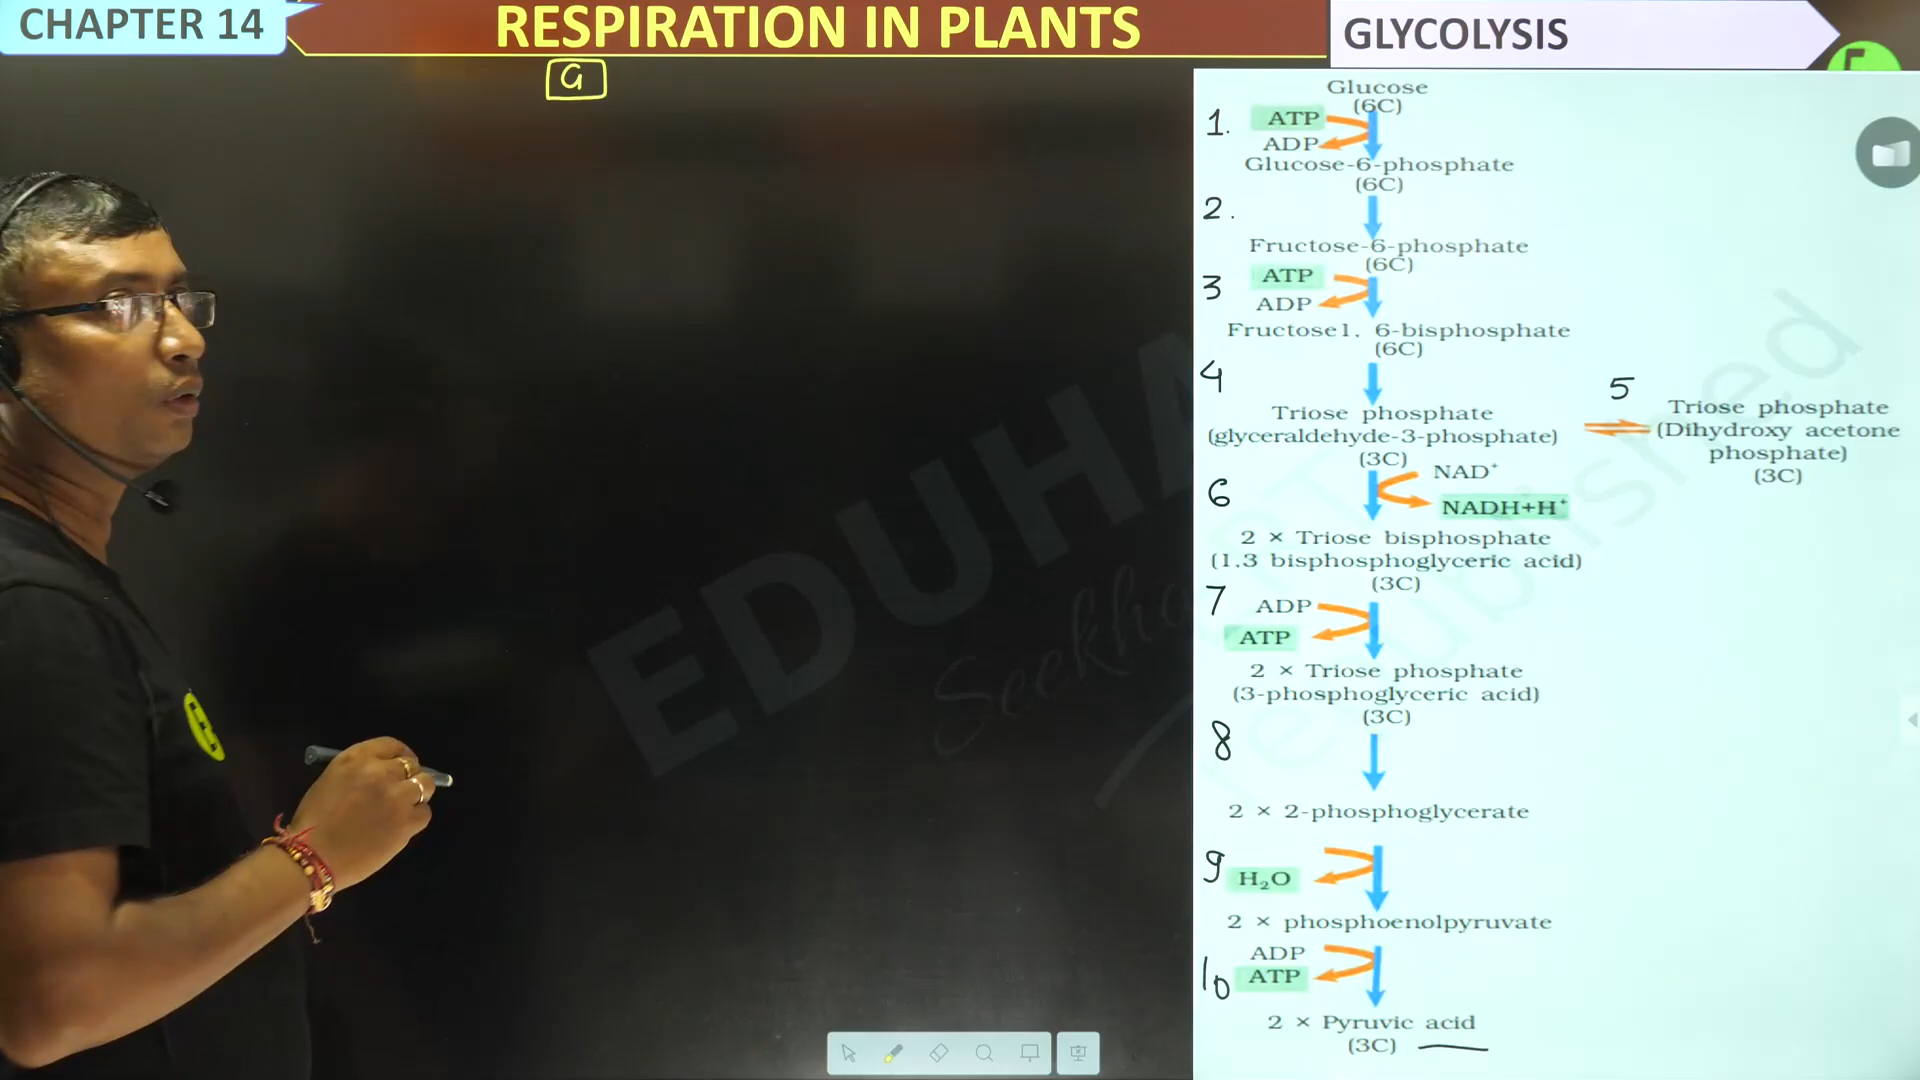 CHAPTER 14
RESPIRATION IN PLANTS
GLYCOLYSIS
G
Glucose
(6C)
1.
ATP
ADP
Glucose-6-phosphate
(6C)
2.
Fructose-6-phosphate
(6C)
3
ATP
ADP
Fructose1, 6-bisphosphate
(6C)
4
Triose phosphate
(glyceraldehyde-3-phosphate)
(3C)
5
Triose phosphate
(Dihydroxy acetone
phosphate)
(3C)
6
NAD⁺
NADH+H⁺
2 × Triose bisphosphate
(1,3 bisphosphoglyceric acid)
(3C)
7
ADP
ATP
2 × Triose phosphate
(3-phosphoglyceric acid)
(3C)
8
2 × 2-phosphoglycerate
9
H₂O
2 × phosphoenolpyruvate
10
ADP
ATP
2 × Pyruvic acid
(3C)
EDUHA
Seekho